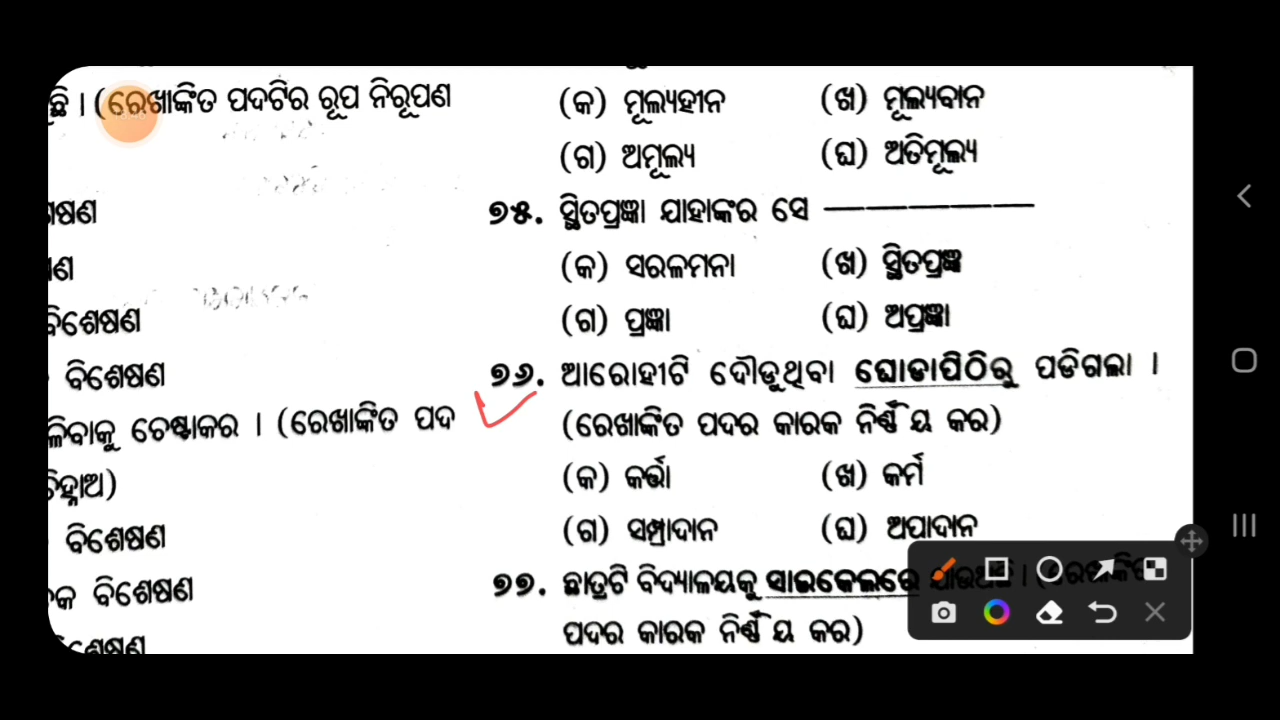 ଛି । (ରେଖାଙ୍କିତ ପଦଟିର ରୂପ ନିରୂପଣ
ଷଣ
ଣ
ବିଶେଷଣ
ବିଶେଷଣ
ଳିବାକୁ ଚେଷ୍ଟାକର । (ରେଖାଙ୍କିତ ପଦ
ଚିହ୍ନାଅ)
ବିଶେଷଣ
କ ବିଶେଷଣ
(କ) ମୂଲ୍ୟହୀନ (ଖ) ମୂଲ୍ୟବାନ
(ଗ) ଅମୂଲ୍ୟ (ଘ) ଅତିମୂଲ୍ୟ
୭୫. ସ୍ଥିତପ୍ରଜ୍ଞା ଯାହାଙ୍କର ସେ ——————
(କ) ସରଳମନା (ଖ) ସ୍ଥିତପ୍ରଜ୍ଞ
(ଗ) ପ୍ରଜ୍ଞା (ଘ) ଅପ୍ରଜ୍ଞା
୭୬. ଆରୋହୀଟି ଦୌଡୁଥିବା ଘୋଡାପିଠିରୁ ପଡିଗଲା ।
(ରେଖାଙ୍କିତ ପଦର କାରକ ନିର୍ଣ୍ଣୟ କର)
(କ) କର୍ତ୍ତା (ଖ) କର୍ମ
(ଗ) ସମ୍ପ୍ରାଦାନ (ଘ) ଅପାଦାନ
୭୭. ଛାତ୍ରଟି ବିଦ୍ୟାଳୟକୁ ସାଇକେଲରେ ଯାଉଅଛି । (ରେଖାଙ୍କିତ
ପଦର କାରକ ନିର୍ଣ୍ଣୟ କର)